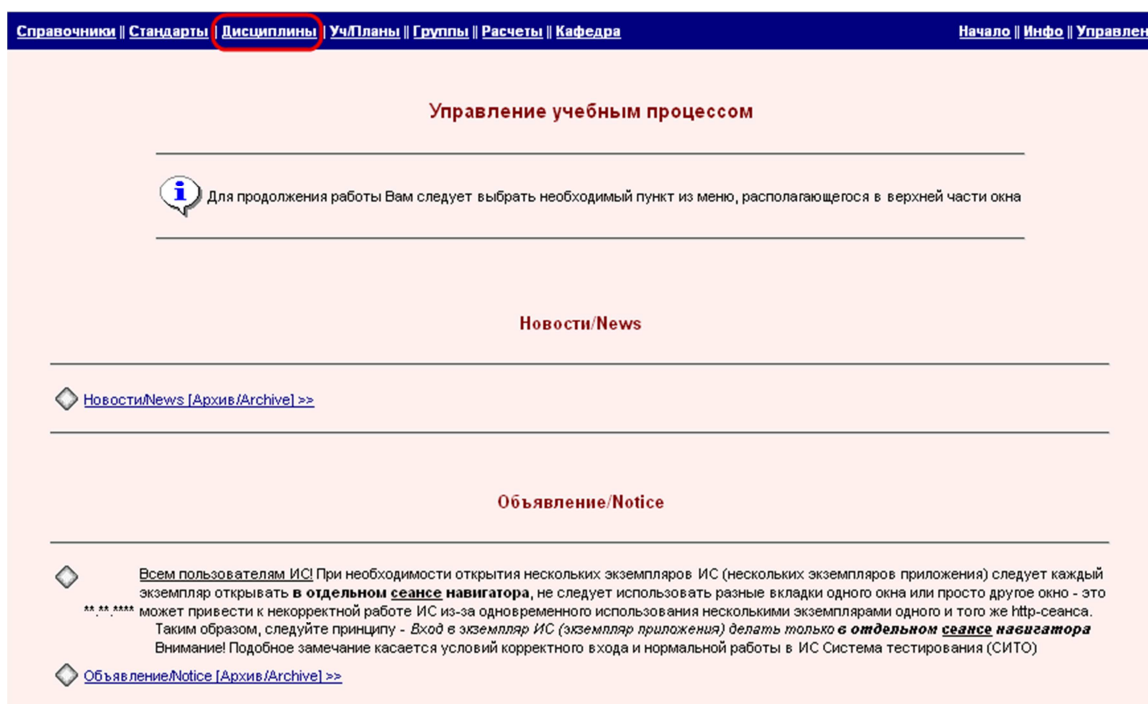 Справочники || Стандарты || Дисциплины || Уч/Планы || Группы || Расчеты || Кафедра
Начало || Инфо || Управлен
Управление учебным процессом
i Для продолжения работы Вам следует выбрать необходимый пункт из меню, располагающегося в верхней части окна
Новости/News
Новости/News [Архив/Archive] >>
Объявление/Notice
Всем пользователям ИС! При необходимости открытия нескольких экземпляров ИС (нескольких экземпляров приложения) следует каждый
экземпляр открывать в отдельном сеансе навигатора, не следует использовать разные вкладки одного окна или просто другое окно - это
**.**.**** может привести к некорректной работе ИС из-за одновременного использования несколькими экземплярами одного и того же http-сеанса.
Таким образом, следуйте принципу - Вход в экземпляр ИС (экземпляр приложения) делать только в отдельном сеансе навигатора
Внимание! Подобное замечание касается условий корректного входа и нормальной работы в ИС Система тестирования (СИТО)
Объявление/Notice [Архив/Archive] >>